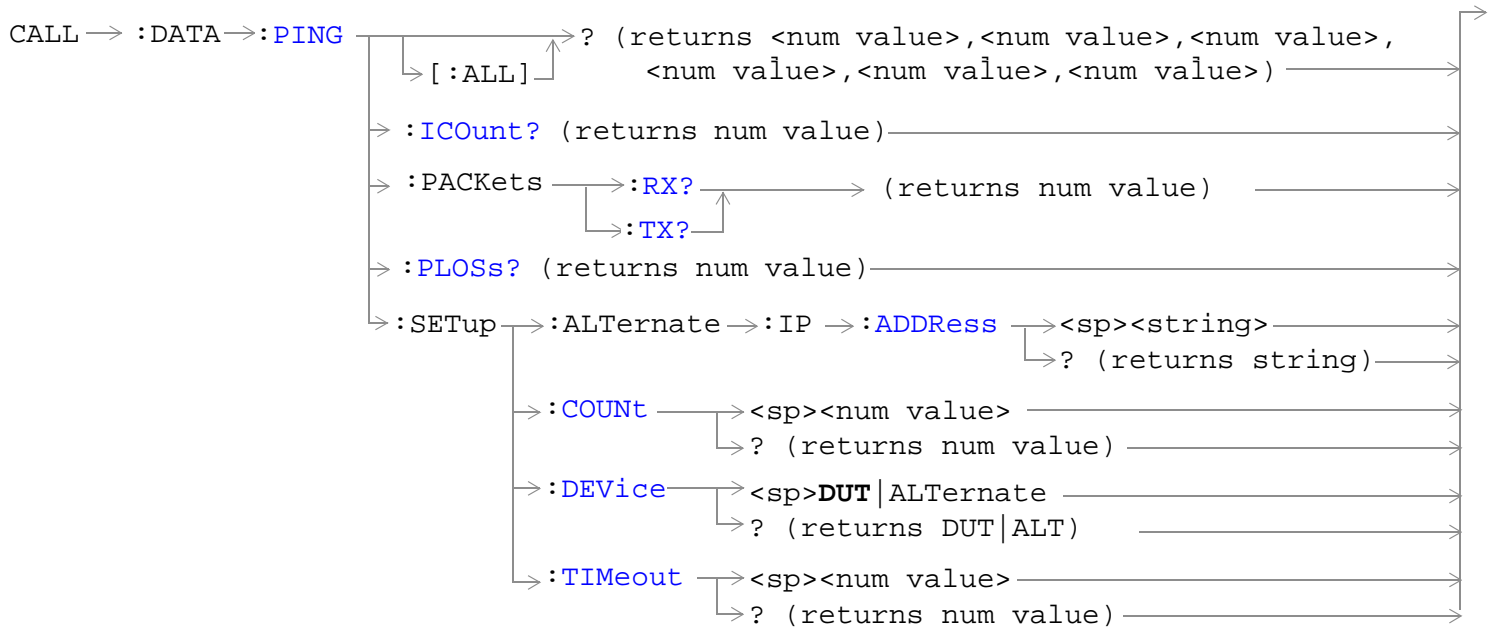 CALL :DATA :PING ? (returns <num value>,<num value>,<num value>,
[:ALL] <num value>,<num value>,<num value>)
:ICOunt? (returns num value)
:PACKets :RX? (returns num value)
:TX?
:PLOSs? (returns num value)
:SETup :ALTernate :IP :ADDRess <sp><string>
? (returns string)
:COUNt <sp><num value>
? (returns num value)
:DEVice <sp>DUT|ALTernate
? (returns DUT|ALT)
:TIMeout <sp><num value>
? (returns num value)